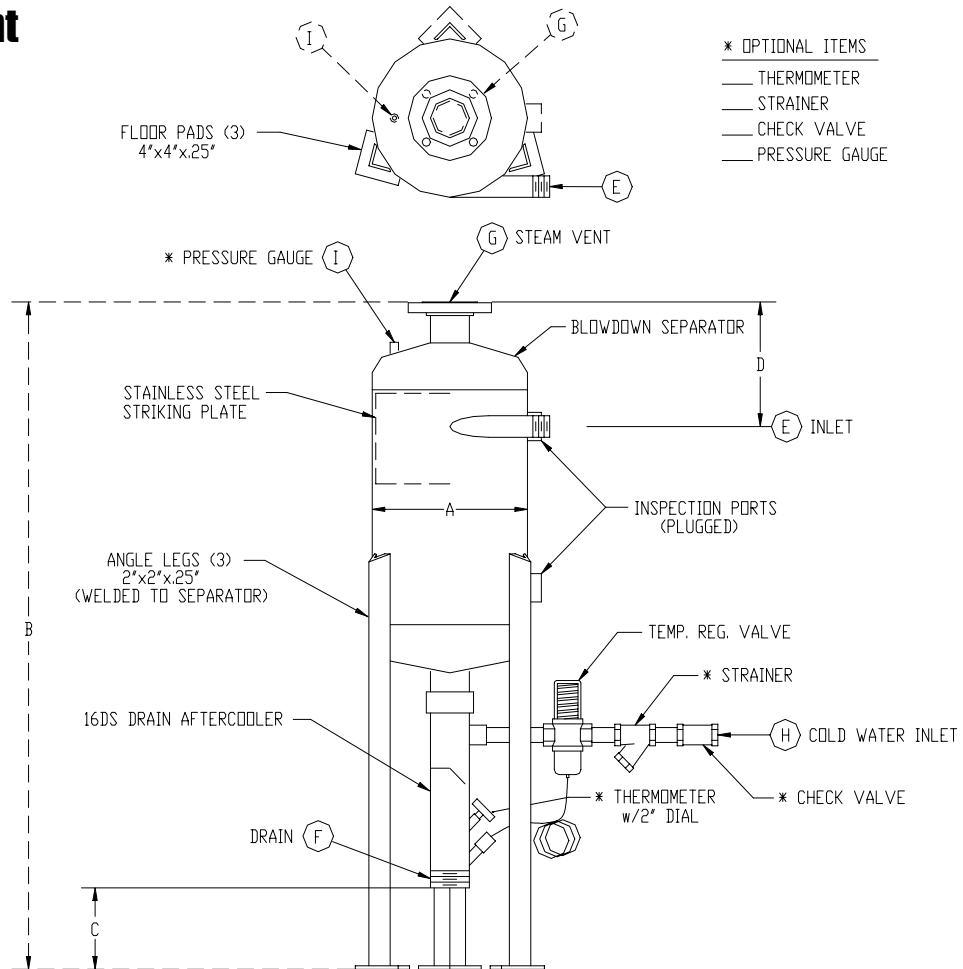 nt
I
G
* OPTIONAL ITEMS
___ THERMOMETER
___ STRAINER
___ CHECK VALVE
___ PRESSURE GAUGE
FLOOR PADS (3)
4"x4"x.25"
E
G STEAM VENT
* PRESSURE GAUGE I
BLOWDOWN SEPARATOR
D
STAINLESS STEEL
STRIKING PLATE
E INLET
A
INSPECTION PORTS
(PLUGGED)
ANGLE LEGS (3)
2"x2"x.25"
(WELDED TO SEPARATOR)
B
TEMP. REG. VALVE
* STRAINER
16DS DRAIN AFTERCOOLER
H COLD WATER INLET
* THERMOMETER
w/2" DIAL
* CHECK VALVE
DRAIN F
C